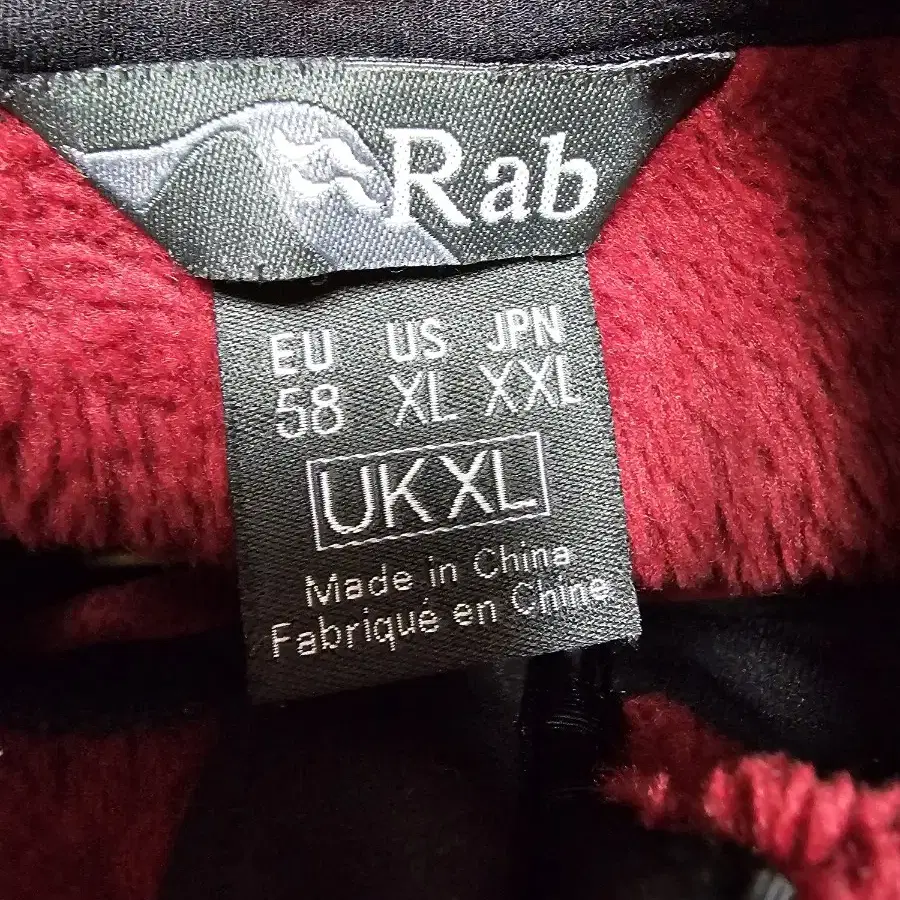 Rab
EU US JPN
58 XL XXL
UK XL
Made in China
Fabriqué en Chine